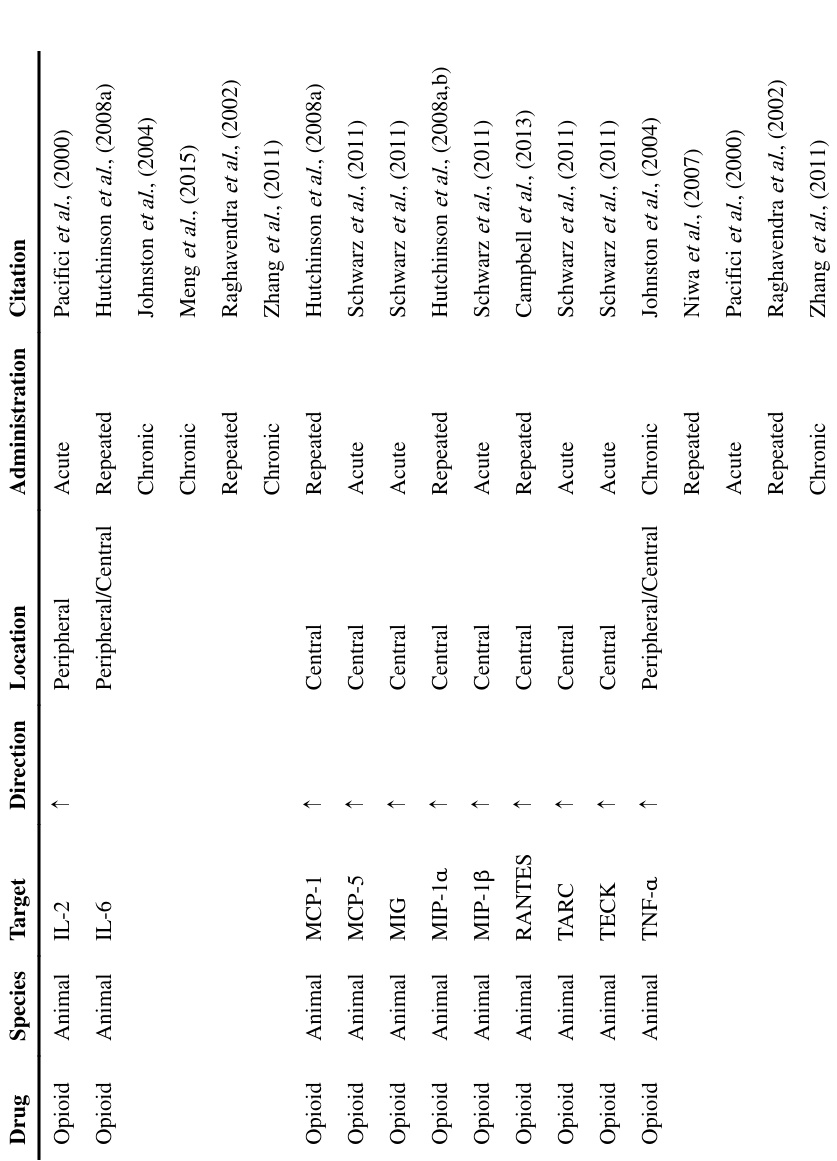 Drug Species Target Direction Location Administration Citation
Opioid Animal IL-2 ↑ Peripheral Acute Pacifici et al., (2000)
Opioid Animal IL-6 Peripheral/Central Repeated Hutchinson et al., (2008a)
Chronic Johnston et al., (2004)
Chronic Meng et al., (2015)
Repeated Raghavendra et al., (2002)
Chronic Zhang et al., (2011)
Opioid Animal MCP-1 ↑ Central Repeated Hutchinson et al., (2008a)
Opioid Animal MCP-5 ↑ Central Acute Schwarz et al., (2011)
Opioid Animal MIG ↑ Central Acute Schwarz et al., (2011)
Opioid Animal MIP-1α ↑ Central Repeated Hutchinson et al., (2008a,b)
Opioid Animal MIP-1β ↑ Central Acute Schwarz et al., (2011)
Opioid Animal RANTES ↑ Central Repeated Campbell et al., (2013)
Opioid Animal TARC ↑ Central Acute Schwarz et al., (2011)
Opioid Animal TECK ↑ Central Acute Schwarz et al., (2011)
Opioid Animal TNF-α ↑ Peripheral/Central Chronic Johnston et al., (2004)
Repeated Niwa et al., (2007)
Acute Pacifici et al., (2000)
Repeated Raghavendra et al., (2002)
Chronic Zhang et al., (2011)